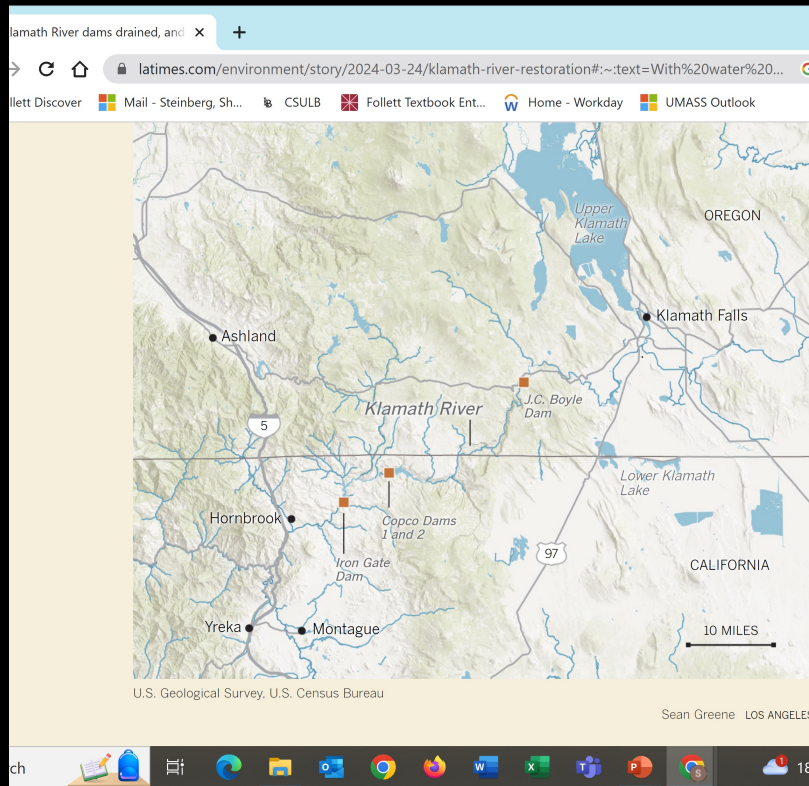 lamath River dams drained, and
latimes.com/environment/story/2024-03-24/klamath-river-restoration#:~:text=With%20water%20...
llett Discover
Mail - Steinberg, Sh...
CSULB
Follett Textbook Ent...
Home - Workday
UMASS Outlook
Upper
Klamath
Lake
OREGON
Klamath Falls
Ashland
J.C. Boyle
Dam
Klamath River
5
Lower Klamath
Lake
Hornbrook
Copco Dams
1 and 2
97
Iron Gate
Dam
CALIFORNIA
Yreka
Montague
10 MILES
U.S. Geological Survey, U.S. Census Bureau
Sean Greene LOS ANGELES
ch
1
18